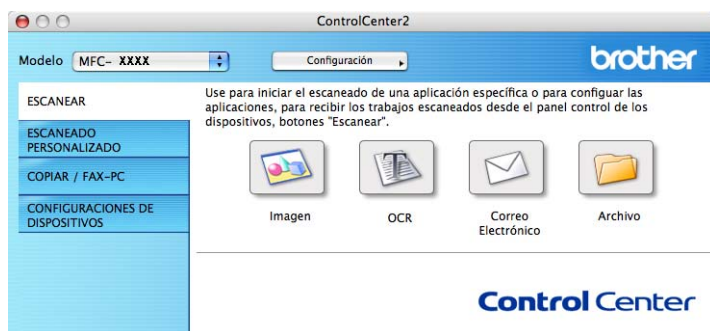 ControlCenter2
Modelo MFC- XXXX Configuración brother
ESCANEAR
ESCANEADO
PERSONALIZADO
COPIAR / FAX-PC
CONFIGURACIONES DE
DISPOSITIVOS
Use para iniciar el escaneado de una aplicación específica o para configurar las
aplicaciones, para recibir los trabajos escaneados desde el panel control de los
dispositivos, botones "Escanear".
Imagen OCR Correo Archivo
Electrónico
Control Center